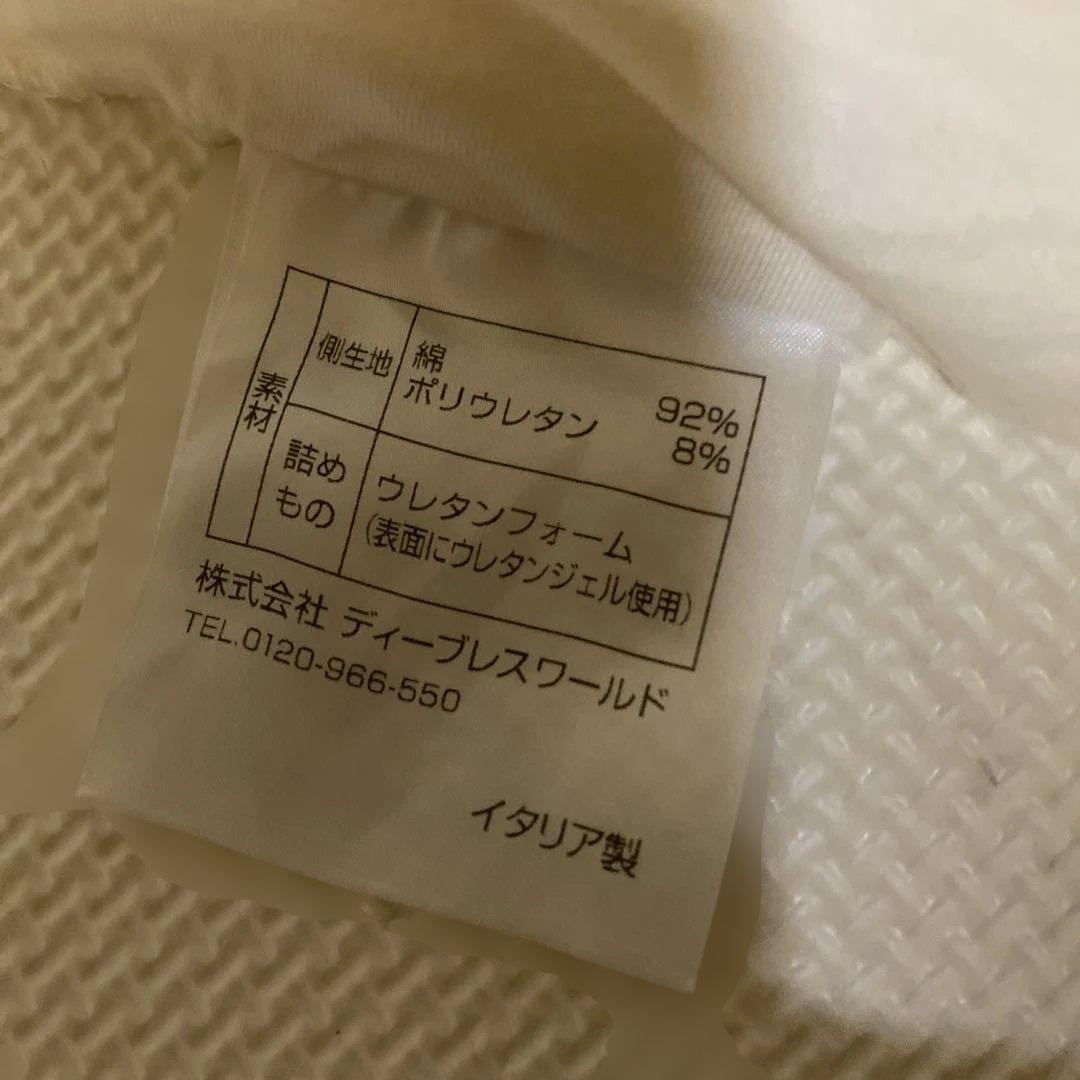 素材
側生地
綿 92%
ポリウレタン 8%
詰め
もの
ウレタンフォーム
(表面にウレタンジェル使用)
株式会社 ディーブレスワールド
TEL.0120-966-550
イタリア製